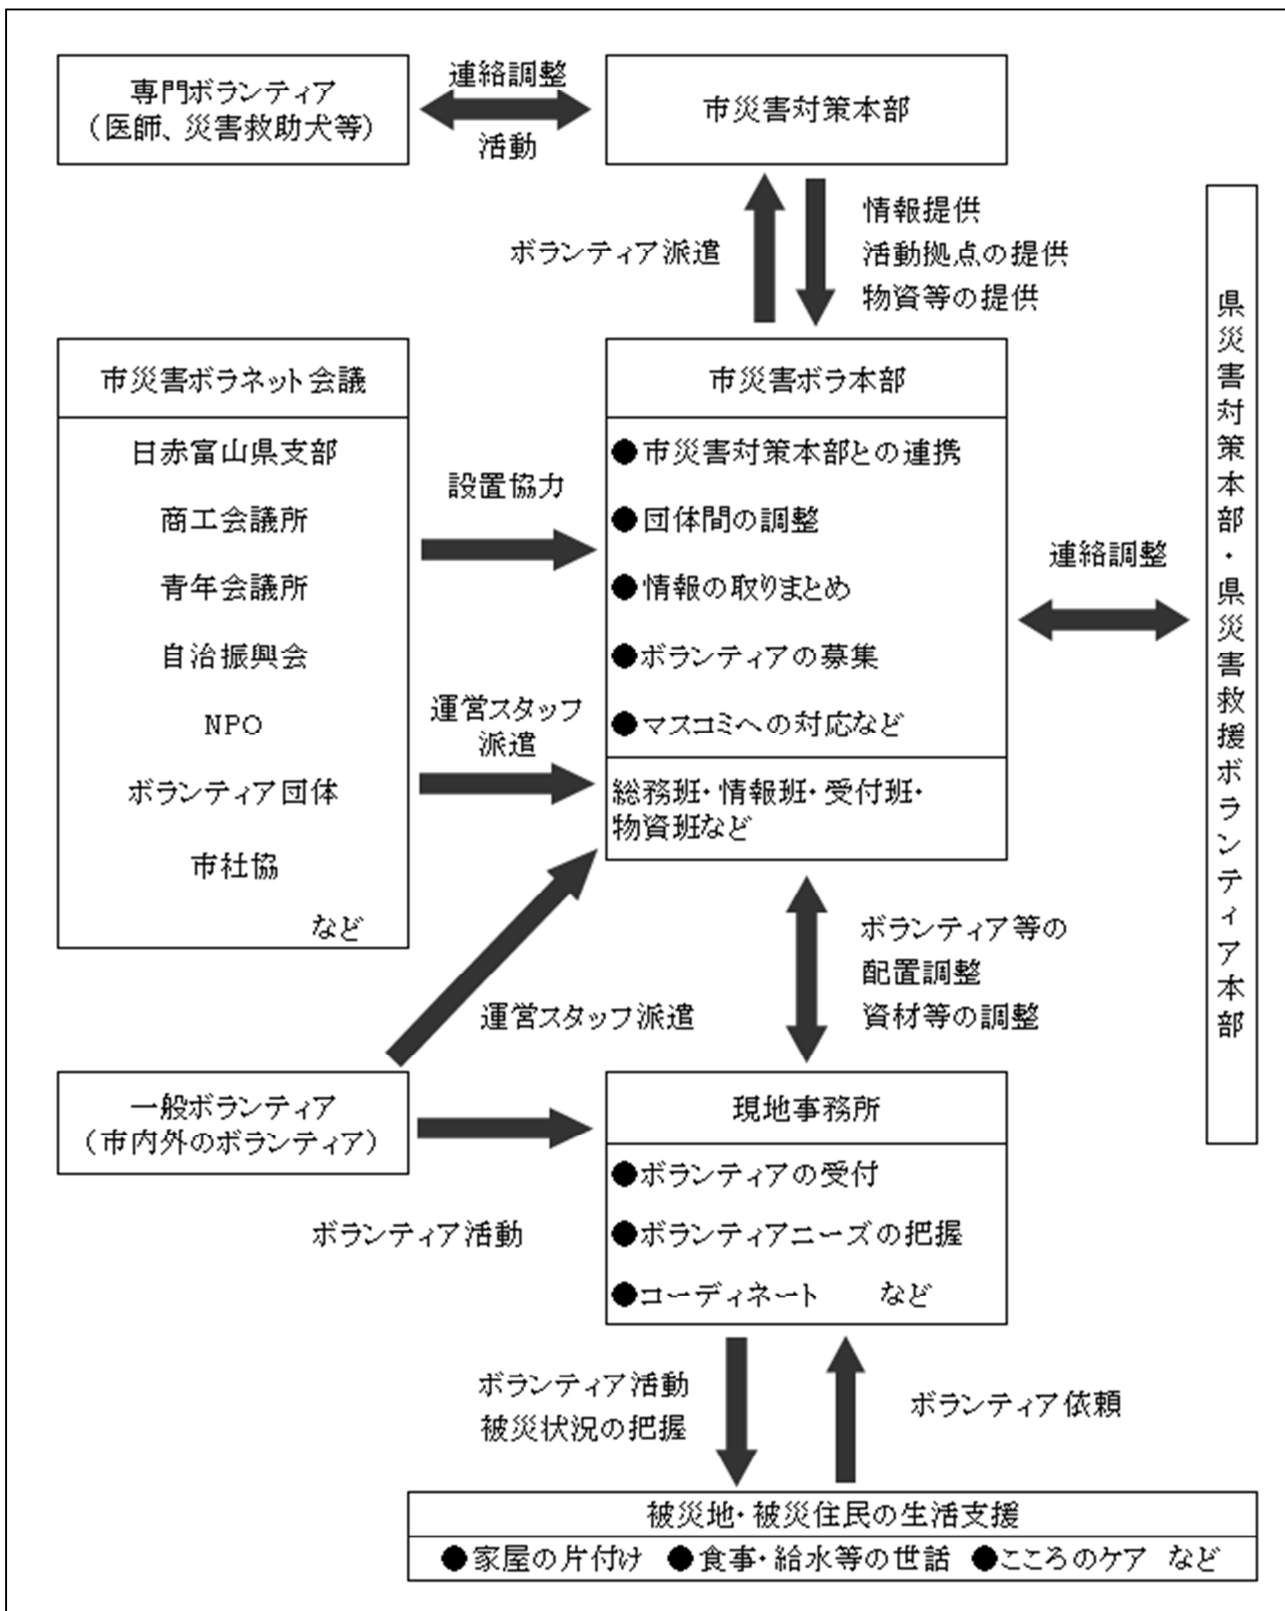 専門ボランティア
（医師、災害救助犬等）
連絡調整
活動
市災害対策本部
ボランティア派遣
情報提供
活動拠点の提供
物資等の提供
市災害ボラネット会議
日赤富山県支部
商工会議所
青年会議所
自治振興会
NPO
ボランティア団体
市社協
など
設置協力
運営スタッフ
派遣
市災害ボラ本部
●市災害対策本部との連携
●団体間の調整
●情報の取りまとめ
●ボランティアの募集
●マスコミへの対応など
総務班・情報班・受付班・
物資班など
連絡調整
県災害対策本部・県災害救援ボランティア本部
運営スタッフ派遣
ボランティア等の
配置調整
資材等の調整
一般ボランティア
（市内外のボランティア）
ボランティア活動
現地事務所
●ボランティアの受付
●ボランティアニーズの把握
●コーディネート　など
ボランティア活動
被災状況の把握
ボランティア依頼
被災地・被災住民の生活支援
●家屋の片付け ●食事・給水等の世話 ●こころのケア など